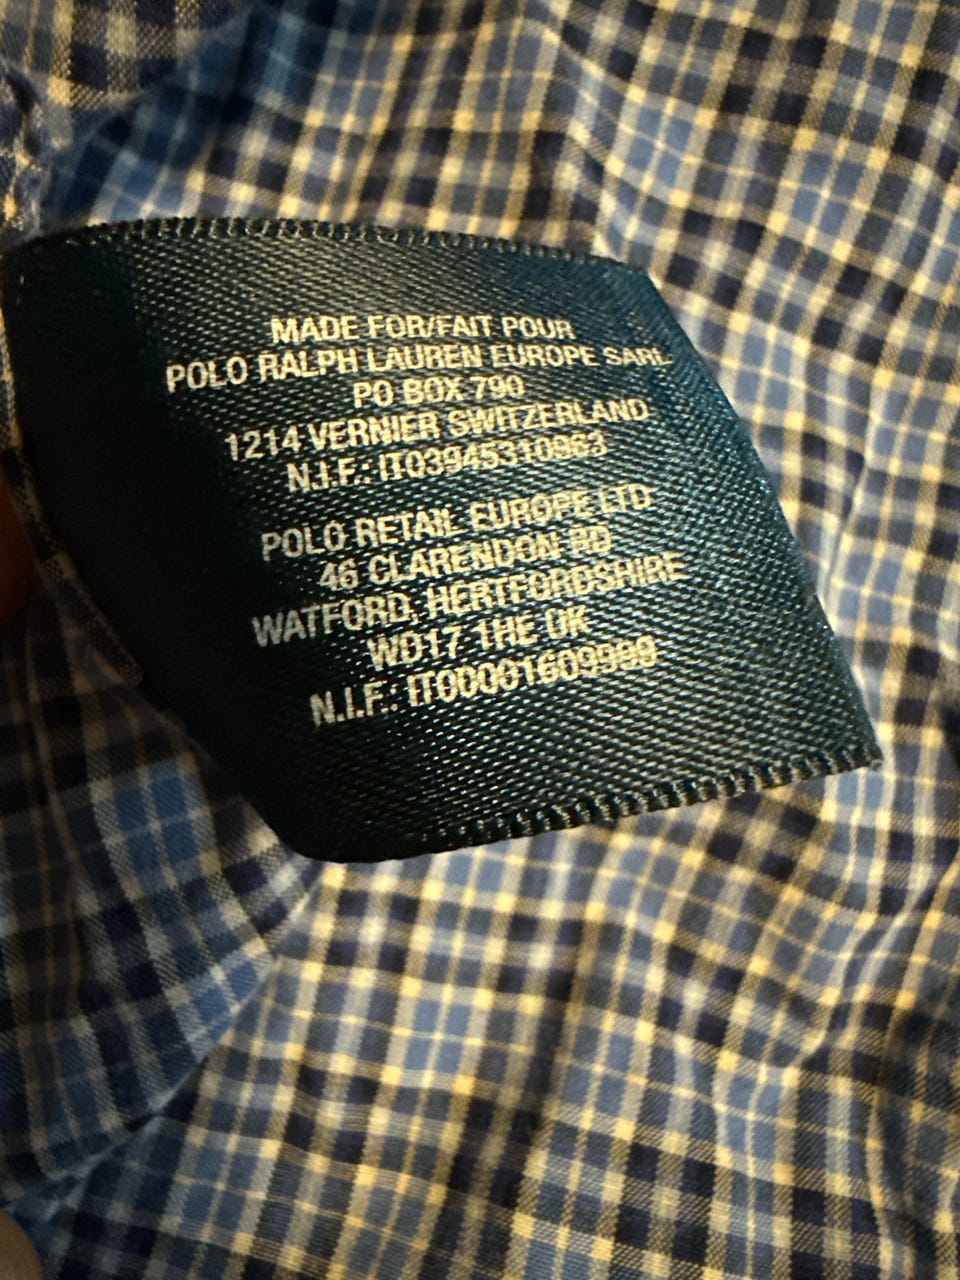 MADE FOR/FAIT POUR
POLO RALPH LAUREN EUROPE SARL
PO BOX 790
1214 VERNIER SWITZERLAND
N.I.F.: IT03945310963
POLO RETAIL EUROPE LTD
46 CLARENDON RD
WATFORD, HERTFORDSHIRE
WD17 1HE UK
N.I.F.: IT00001609999